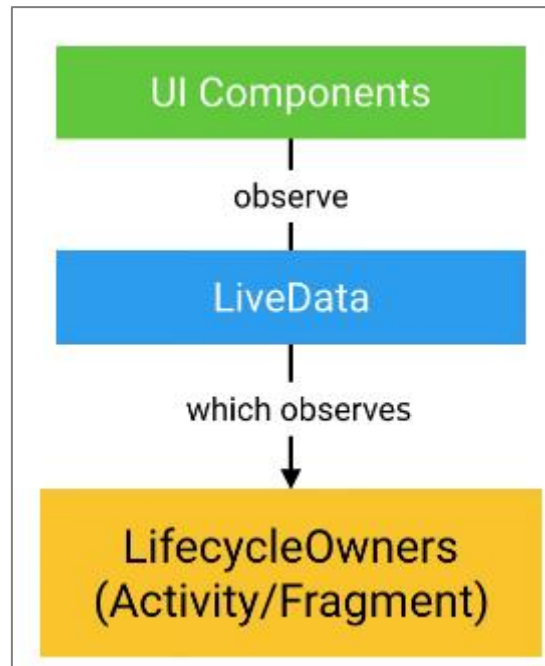 UI Components
observe
LiveData
which observes
LifecycleOwners
(Activity/Fragment)